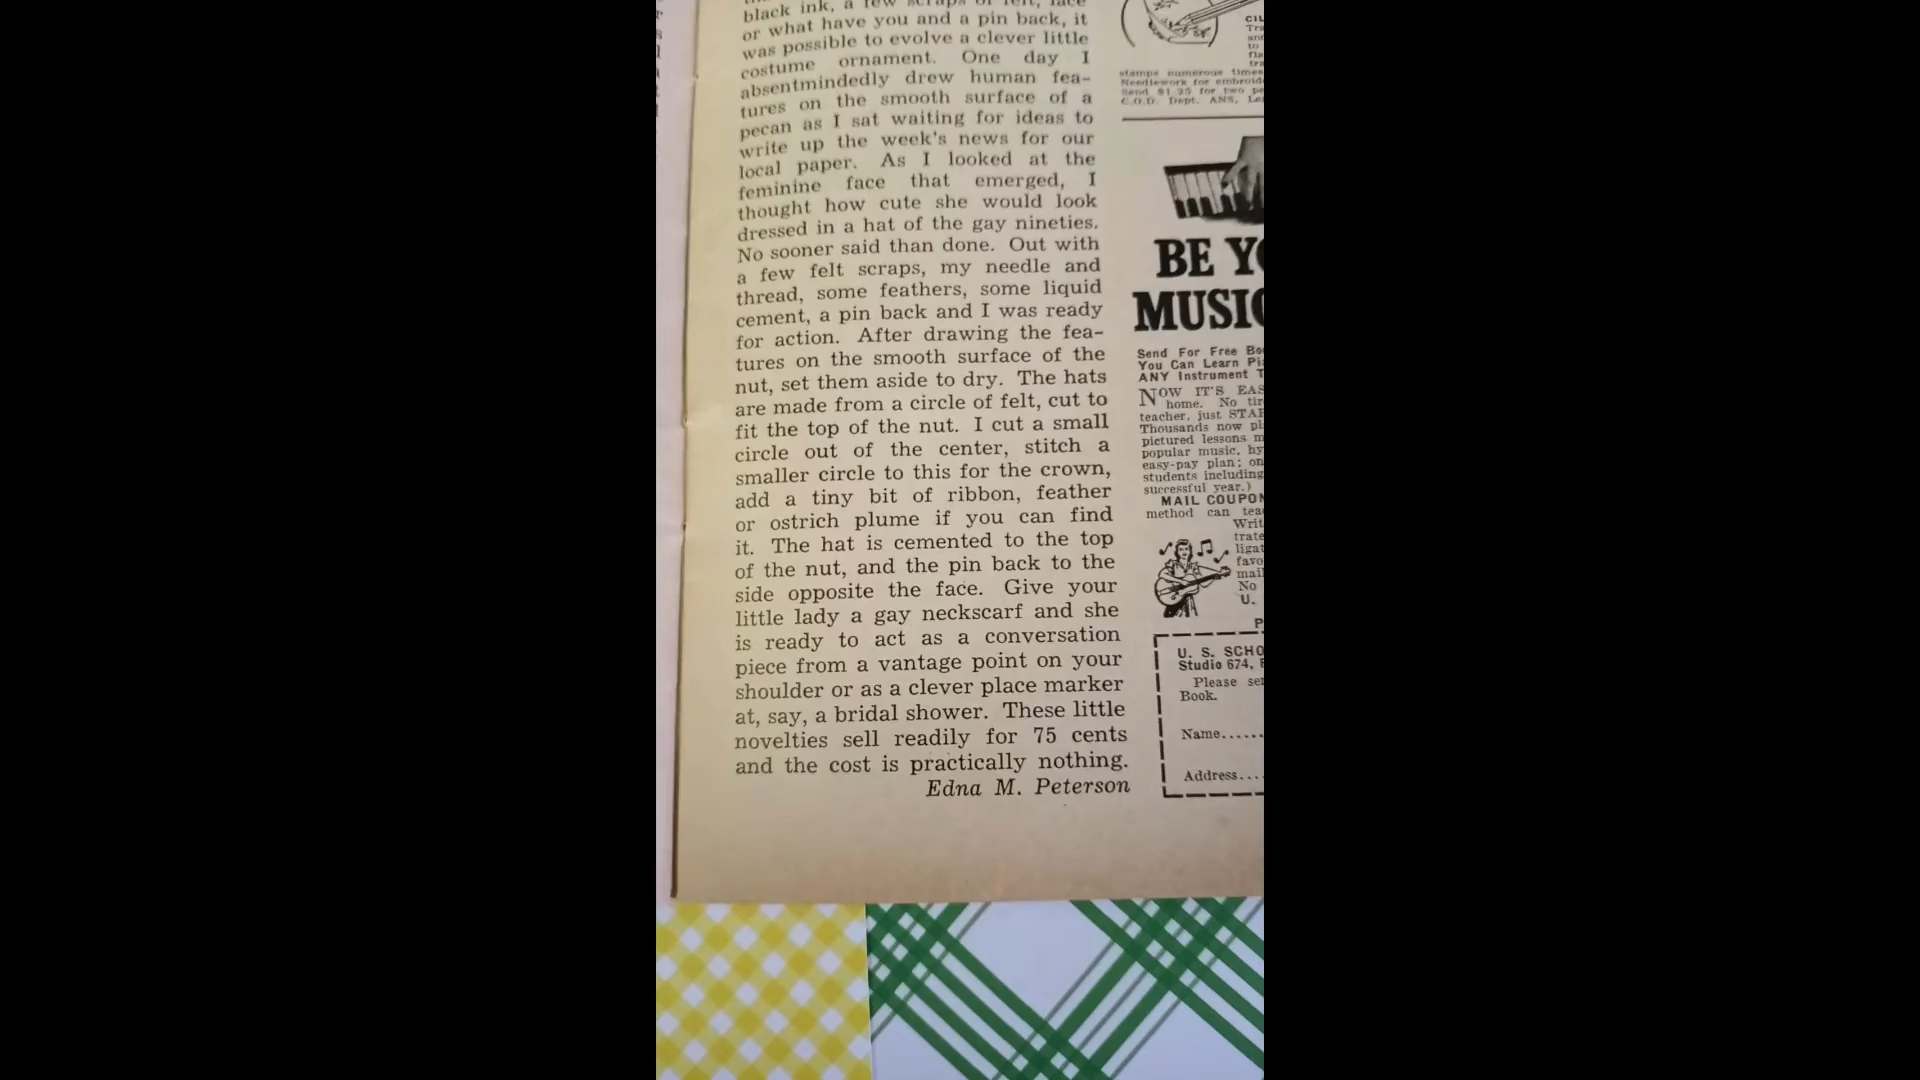 black ink, a few scraps of felt, lace
or what have you and a pin back, it
was possible to evolve a clever little
costume ornament. One day I
absentmindedly drew human fea-
tures on the smooth surface of a
pecan as I sat waiting for ideas to
write up the week's news for our
local paper. As I looked at the
feminine face that emerged, I
thought how cute she would look
dressed in a hat of the gay nineties.
No sooner said than done. Out with
a few felt scraps, my needle and
thread, some feathers, some liquid
cement, a pin back and I was ready
for action. After drawing the fea-
tures on the smooth surface of the
nut, set them aside to dry. The hats
are made from a circle of felt, cut to
fit the top of the nut. I cut a small
circle out of the center, stitch a
smaller circle to this for the crown,
add a tiny bit of ribbon, feather
or ostrich plume if you can find
it. The hat is cemented to the top
of the nut, and the pin back to the
side opposite the face. Give your
little lady a gay neckscarf and she
is ready to act as a conversation
piece from a vantage point on your
shoulder or as a clever place marker
at, say, a bridal shower. These little
novelties sell readily for 75 cents
and the cost is practically nothing.
Edna M. Peterson
to
stamps numerous times
Needlework for embroid
Send $1.25 for two
C.O.D. Dept. ANS,
BE YO
MUSIC
Send For Free Bo
You Can Learn Pi
ANY Instrument T
NOW IT'S EAS
home. No tir
teacher, just STAR
Thousands now pl
pictured lessons m
popular music, hy
easy-pay plan; on
students including
successful year.)
MAIL COUPON
method can tea
Writ
trate
ligat
favo
mail
No
U.
P
U. S. SCHO
Studio 674,
Please se
Book.
Name......
Address....